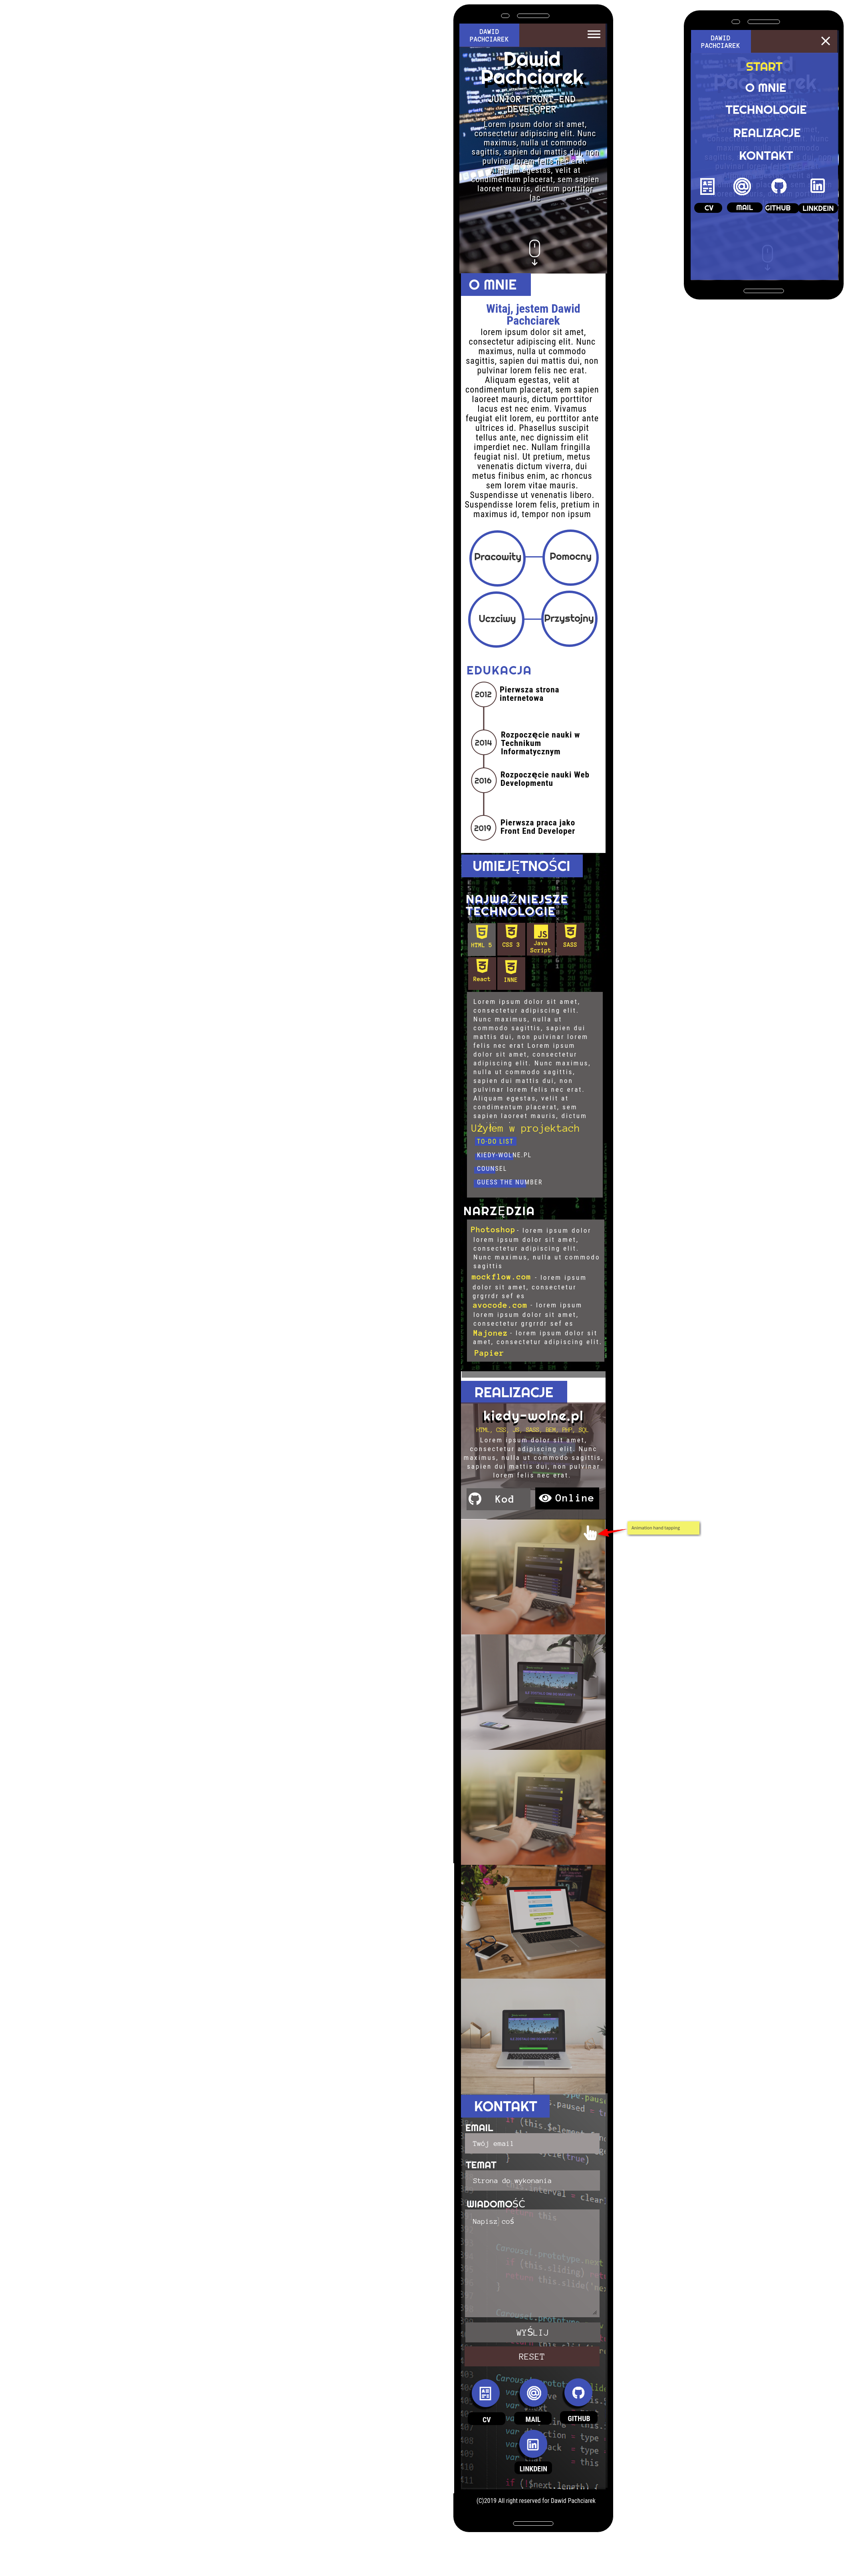 DAWID
PACHCIAREK
Dawid
Pachciarek
JUNIOR FRONT-END
DEVELOPER
Lorem ipsum dolor sit amet,
consectetur adipiscing elit. Nunc
maximus, nulla ut commodo
sagittis, sapien dui mattis dui, non
pulvinar lorem felis nec erat.
Aliquam egestas, velit at
condimentum placerat, sem sapien
laoreet mauris, dictum porttitor
lac
O MNIE
Witaj, jestem Dawid
Pachciarek
lorem ipsum dolor sit amet,
consectetur adipiscing elit. Nunc
maximus, nulla ut commodo
sagittis, sapien dui mattis dui, non
pulvinar lorem felis nec erat.
Aliquam egestas, velit at
condimentum placerat, sem sapien
laoreet mauris, dictum porttitor
lacus est nec enim. Vivamus
feugiat elit lorem, eu porttitor ante
ultrices id. Phasellus suscipit
tellus ante, nec dignissim elit
imperdiet nec. Nullam fringilla
feugiat nisl. Ut pretium, metus
venenatis dictum viverra, dui
metus finibus enim, ac rhoncus
sem lorem vitae mauris.
Suspendisse ut venenatis libero.
Suspendisse lorem felis, pretium in
maximus id, tempor non ipsum
Pracowity
Pomocny
Uczciwy
Przystojny
EDUKACJA
2012
Pierwsza strona
internetowa
2014
Rozpoczęcie nauki w
Technikum
Informatycznym
2016
Rozpoczęcie nauki Web
Developmentu
2019
Pierwsza praca jako
Front End Developer
UMIEJĘTNOŚCI
NAJWAŻNIEJSZE
TECHNOLOGIE
HTML 5
CSS 3
JS
Java
Script
SASS
React
INNE
Lorem ipsum dolor sit amet,
consectetur adipiscing elit.
Nunc maximus, nulla ut
commodo sagittis, sapien dui
mattis dui, non pulvinar lorem
felis nec erat Lorem ipsum
dolor sit amet, consectetur
adipiscing elit. Nunc maximus,
nulla ut commodo sagittis,
sapien dui mattis dui, non
pulvinar lorem felis nec erat.
Aliquam egestas, velit at
condimentum placerat, sem
sapien laoreet mauris, dictum
Użyłem w projektach
TO-DO LIST
KIEDY-WOLNE.PL
COUNSEL
GUESS THE NUMBER
NARZĘDZIA
Photoshop - lorem ipsum dolor
lorem ipsum dolor sit amet,
consectetur adipiscing elit.
Nunc maximus, nulla ut commodo
sagittis
mockflow.com - lorem ipsum
dolor sit amet, consectetur
grgrrdr sef es
avocode.com - lorem ipsum
lorem ipsum dolor sit amet,
consectetur grgrrdr sef es
Majonez - lorem ipsum dolor sit
amet, consectetur adipiscing elit.
Papier
REALIZACJE
kiedy-wolne.pl
HTML, CSS, JS, SASS, BEM, PHP, SQL
Lorem ipsum dolor sit amet,
consectetur adipiscing elit. Nunc
maximus, nulla ut commodo sagittis,
sapien dui mattis dui, non pulvinar
lorem felis nec erat.
Kod
Online
Animation hand tapping
KONTAKT
EMAIL
Twój email
TEMAT
Strona do wykonania
WIADOMOŚĆ
Napisz coś
WYŚLIJ
RESET
CV
MAIL
GITHUB
LINKDEIN
(C)2019 All right reserved for Dawid Pachciarek
DAWID
PACHCIAREK
START
O MNIE
TECHNOLOGIE
REALIZACJE
KONTAKT
CV
MAIL
GITHUB
LINKDEIN